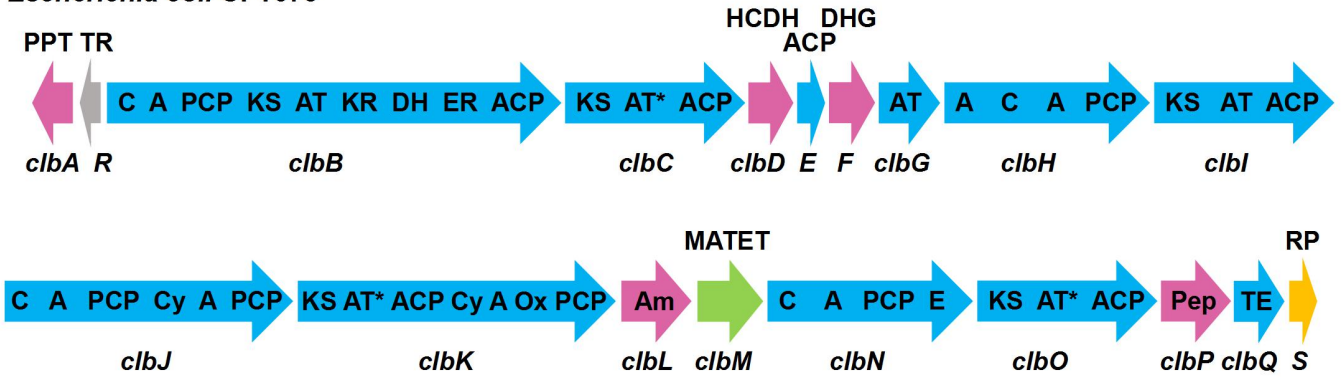 HCDH DHG
PPT TR ACP
C A PCP KS AT KR DH ER ACP KS AT* ACP AT A C A PCP KS AT ACP
clbA R clbB clbC clbD E F clbG clbH clbI
MATET RP
C A PCP Cy A PCP KS AT* ACP Cy A Ox PCP Am C A PCP E KS AT* ACP Pep TE
clbJ clbK clbL clbM clbN clbO clbP clbQ S